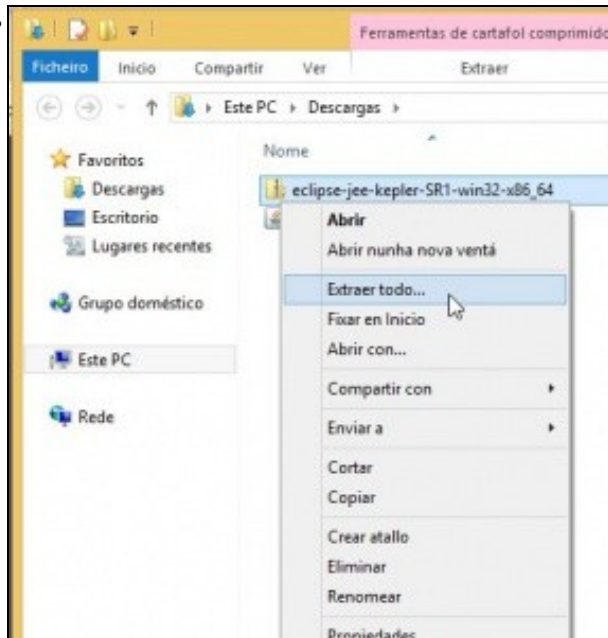 Ferramentas de cartafol comprimido
Ficheiro Inicio Compartir Ver Extraer
Este PC Descargas
Nome
Favoritos
Descargas
Escritorio
Lugares recentes
Grupo doméstico
Este PC
Rede
eclipse-jee-kepler-SR1-win32-x86_64
Abrir
Abrir nunha nova ventá
Extraer todo...
Fixar en Inicio
Abrir con...
Compartir con
Enviar a
Cortar
Copiar
Crear atallo
Eliminar
Renomear
Propiedades